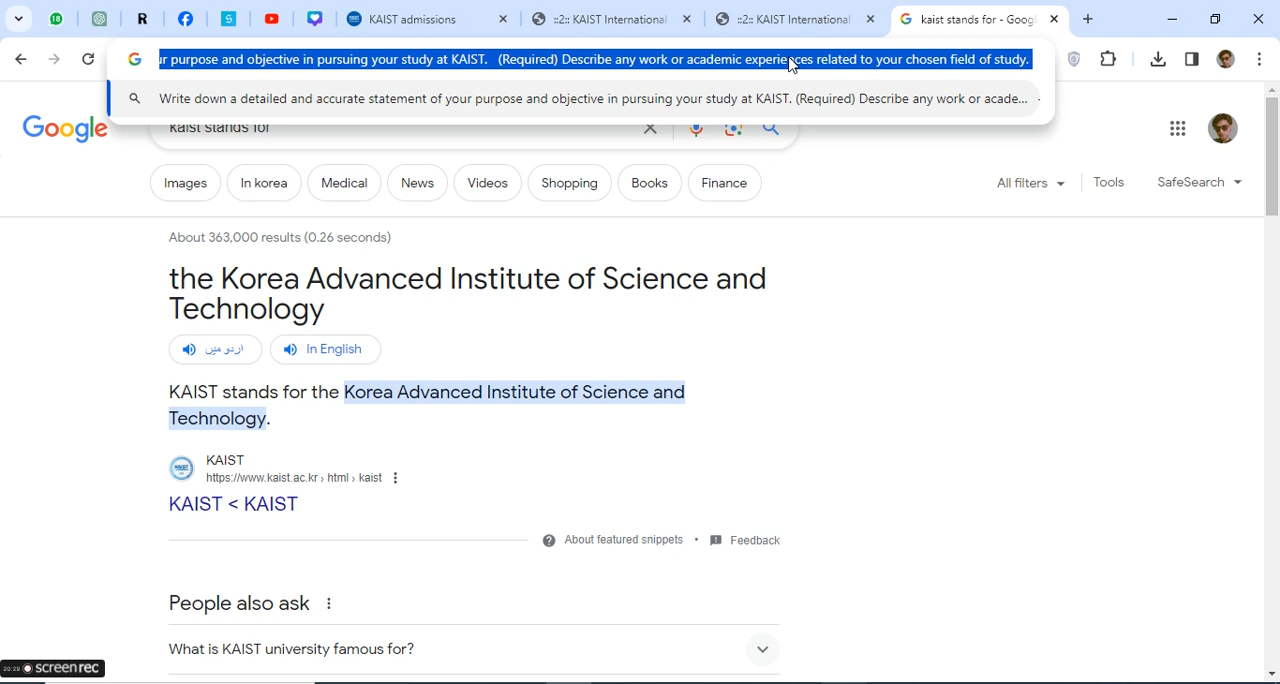 KAIST admissions
::2:: KAIST International
::2:: KAIST International
kaist stands for - Goog
ur purpose and objective in pursuing your study at KAIST. (Required) Describe any work or academic experiences related to your chosen field of study.
Write down a detailed and accurate statement of your purpose and objective in pursuing your study at KAIST. (Required) Describe any work or acade...
Google
kaist stands for
Images
In korea
Medical
News
Videos
Shopping
Books
Finance
All filters
Tools
SafeSearch
About 363,000 results (0.26 seconds)
the Korea Advanced Institute of Science and
Technology
اردو میں
In English
KAIST stands for the Korea Advanced Institute of Science and
Technology.
KAIST
https://www.kaist.ac.kr › html › kaist
KAIST < KAIST
About featured snippets
•
Feedback
People also ask
What is KAIST university famous for?
screenrec